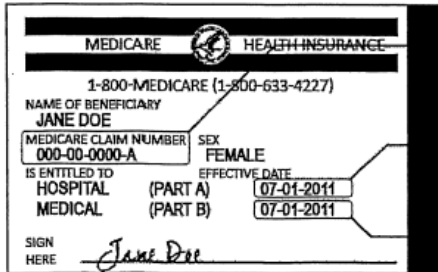 MEDICARE HEALTH INSURANCE
1-800-MEDICARE (1-800-633-4227)
NAME OF BENEFICIARY
JANE DOE
MEDICARE CLAIM NUMBER SEX
000-00-0000-A FEMALE
IS ENTITLED TO EFFECTIVE DATE
HOSPITAL (PART A) 07-01-2011
MEDICAL (PART B) 07-01-2011
SIGN
HERE Jane Doe